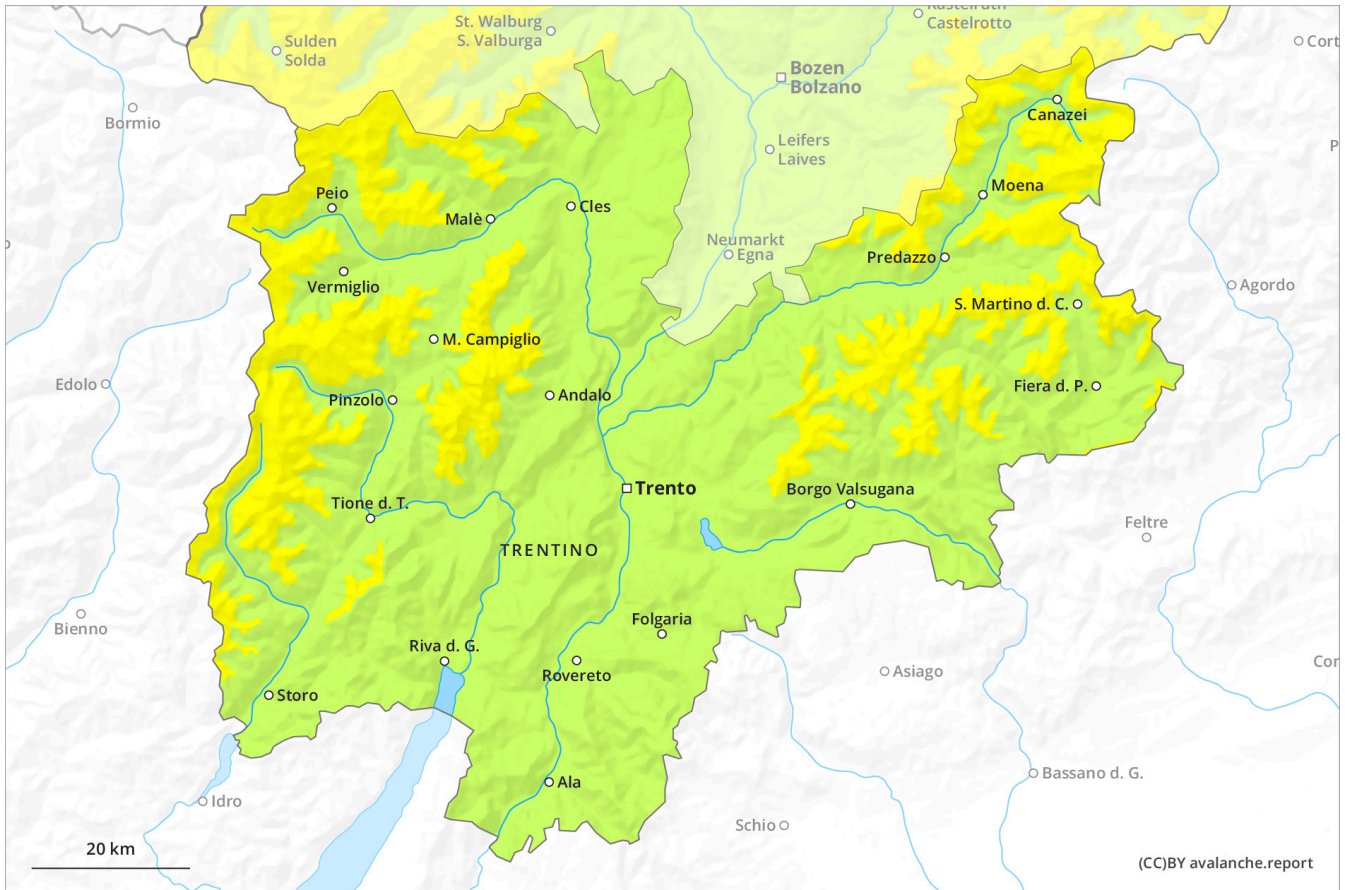 Kastelruth
Castelrotto
St. Walburg
S. Valburga
Sulden
Solda
Cort
Bozen
Bolzano
Bormio
Canazei
Leifers
Laives
Moena
Peio
Malè
Cles
Neumarkt
Egna
Predazzo
Vermiglio
Agordo
S. Martino d. C.
M. Campiglio
Edolo
Andalo
Fiera d. P.
Pinzolo
Trento
Borgo Valsugana
Tione d. T.
Feltre
TRENTINO
Bienno
Folgaria
Riva d. G.
Asiago
Rovereto
Storo
Bassano d. G.
Ala
Idro
Schio
20 km
(CC)BY avalanche.report